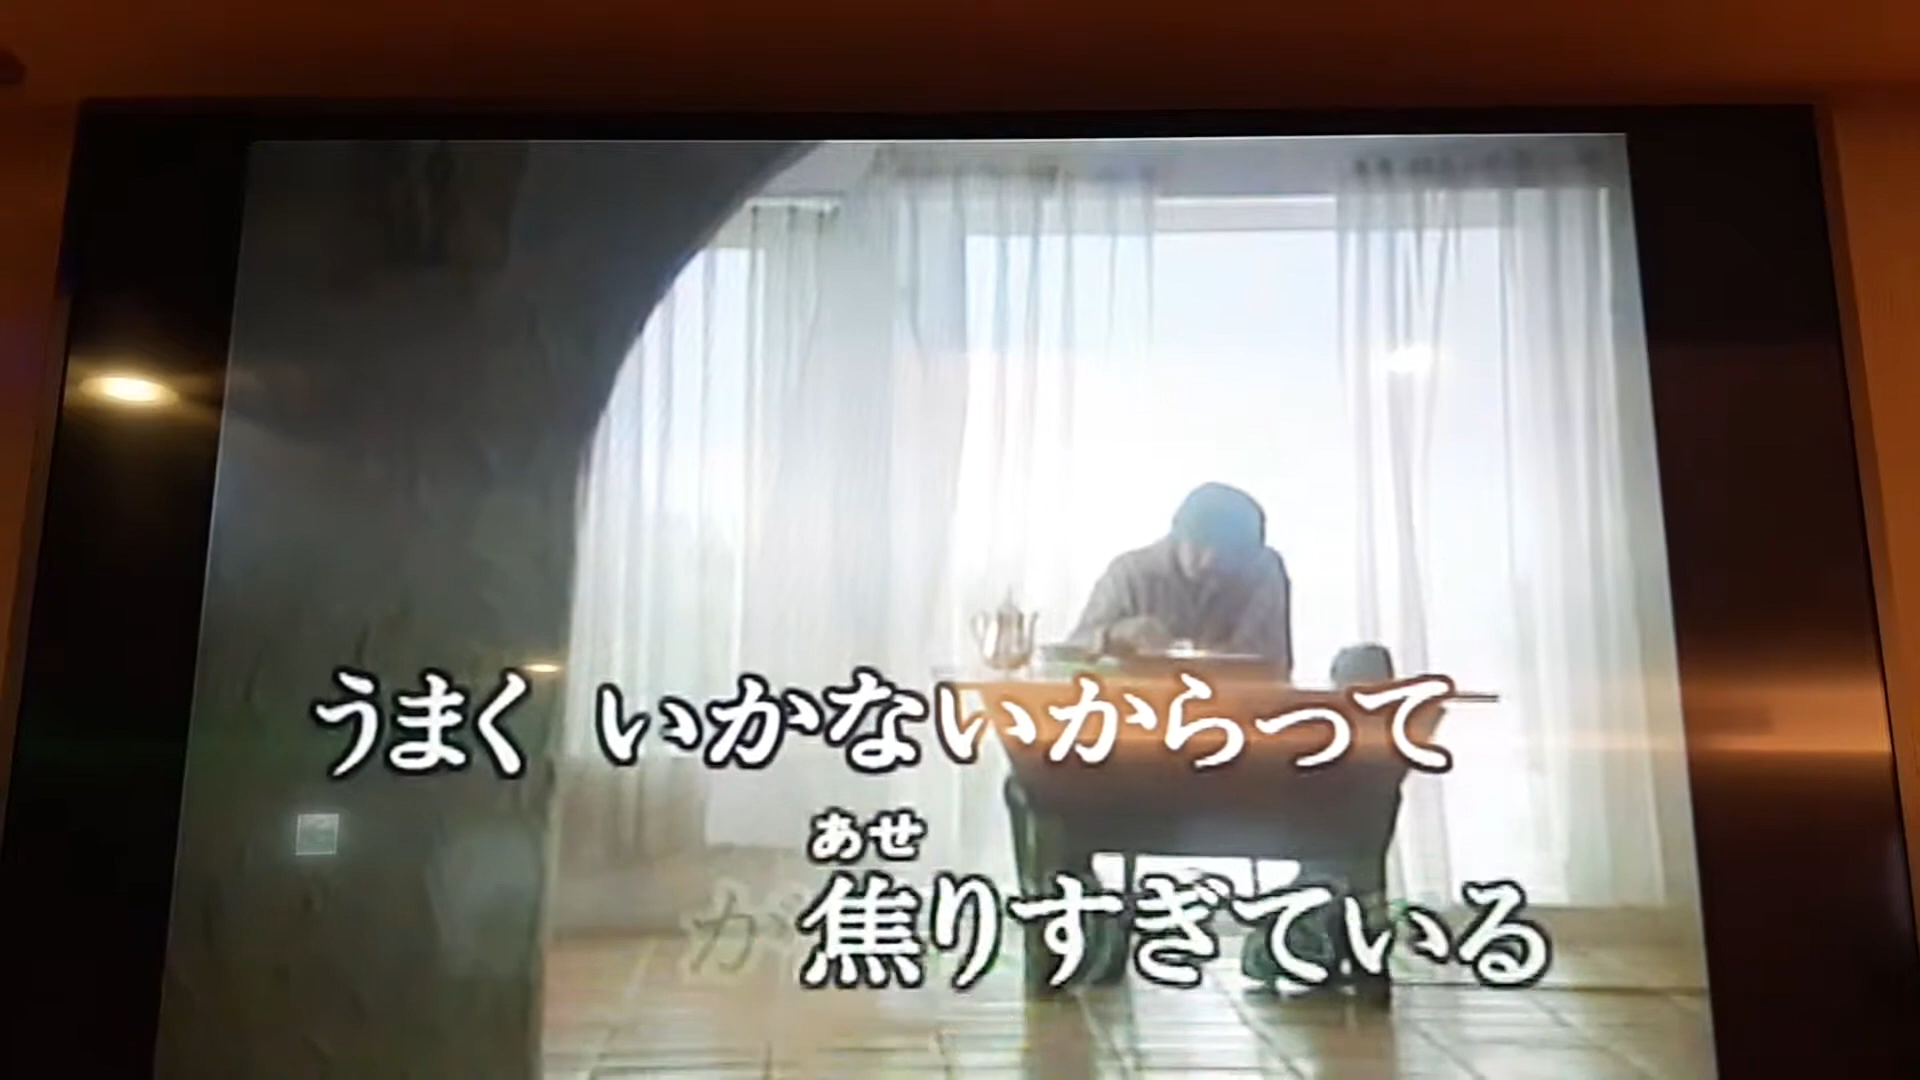 うまく いかないからって
あせ
が焦りすぎている